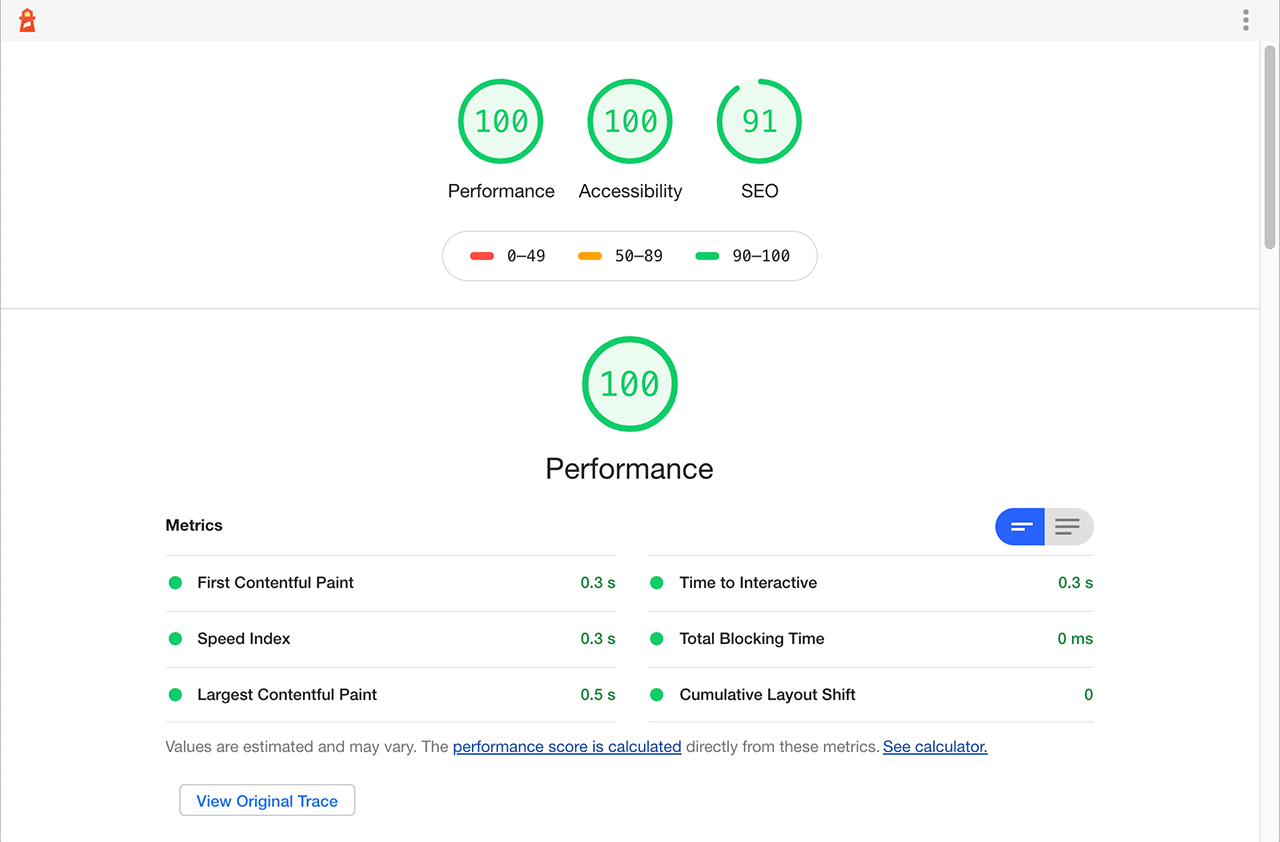 100 100 91
Performance Accessibility SEO
0–49 50–89 90–100
100
Performance
Metrics
First Contentful Paint 0.3 s Time to Interactive 0.3 s
Speed Index 0.3 s Total Blocking Time 0 ms
Largest Contentful Paint 0.5 s Cumulative Layout Shift 0
Values are estimated and may vary. The performance score is calculated directly from these metrics. See calculator.
View Original Trace